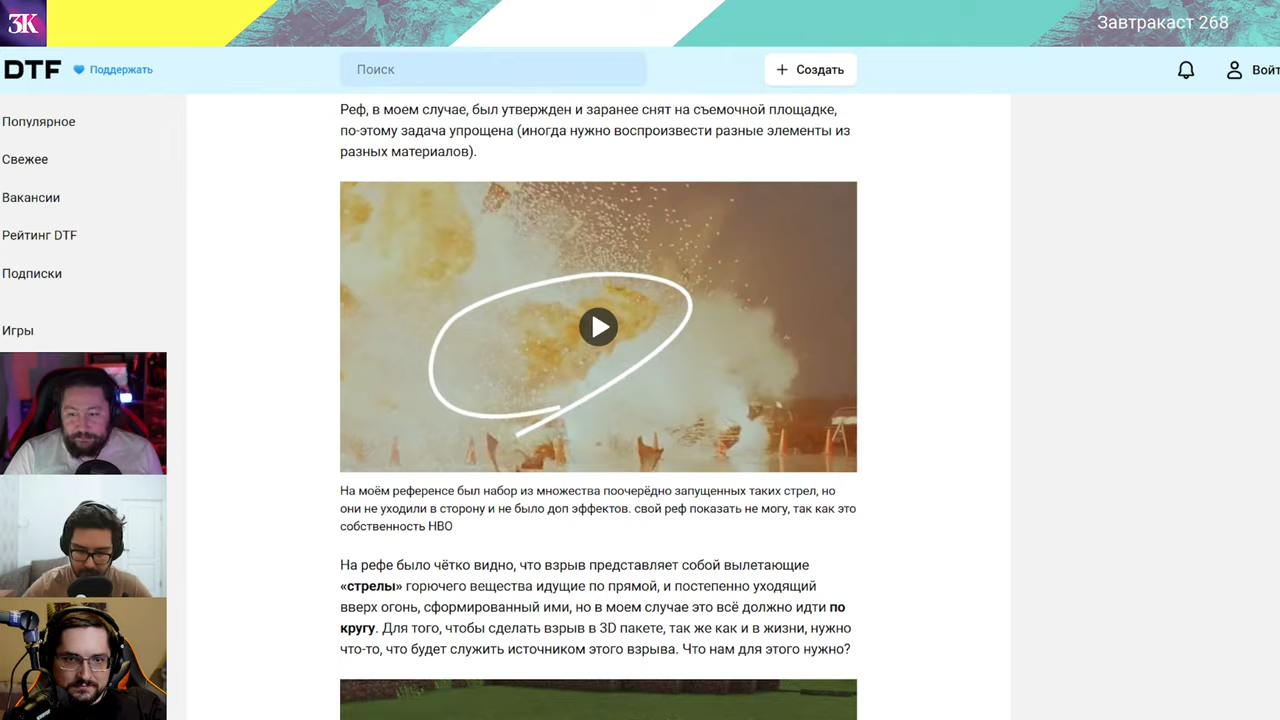 ЗК
Завтракаст 268
DTF
Поддержать
Поиск
+ Создать
Войт
Популярное
Свежее
Вакансии
Рейтинг DTF
Подписки
Игры
Реф, в моем случае, был утвержден и заранее снят на съемочной площадке,
по-этому задача упрощена (иногда нужно воспроизвести разные элементы из
разных материалов).
На моём референсе был набор из множества поочерёдно запущенных таких стрел, но
они не уходили в сторону и не было доп эффектов. свой реф показать не могу, так как это
собственность HBO
На рефе было чётко видно, что взрыв представляет собой вылетающие
«стрелы» горючего вещества идущие по прямой, и постепенно уходящий
вверх огонь, сформированный ими, но в моем случае это всё должно идти по
кругу. Для того, чтобы сделать взрыв в 3D пакете, так же как и в жизни, нужно
что-то, что будет служить источником этого взрыва. Что нам для этого нужно?